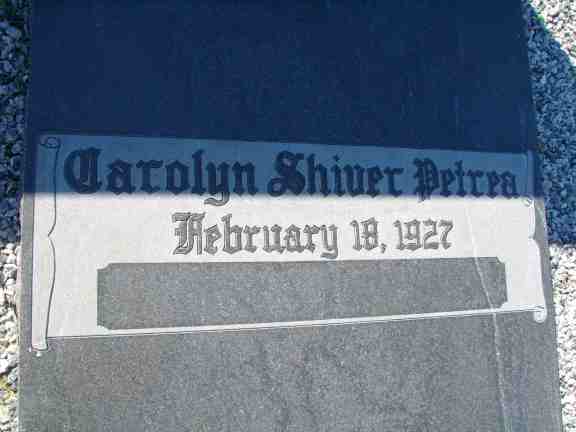 Carolyn Shiver Petrea
February 18, 1927